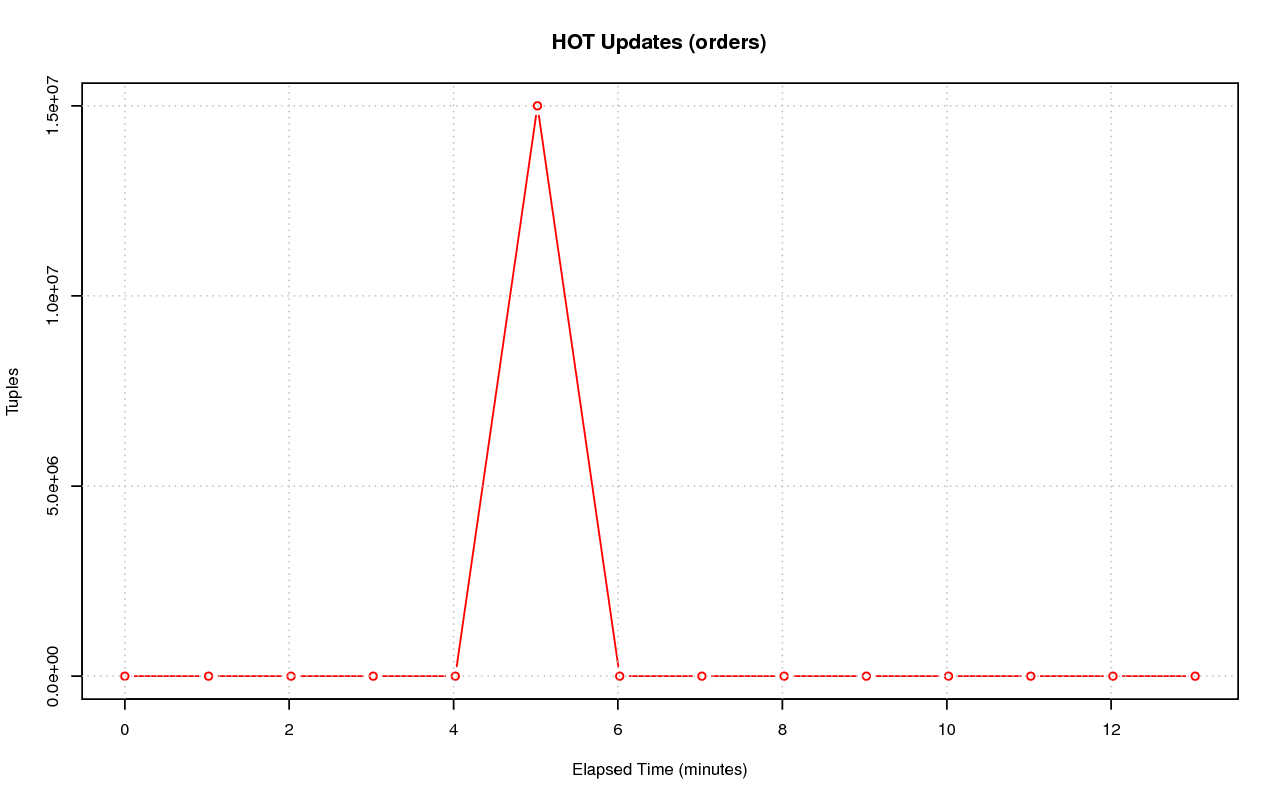 HOT Updates (orders)
1.5e+07
1.0e+07
5.0e+06
0.0e+00
Tuples
0 2 4 6 8 10 12
Elapsed Time (minutes)